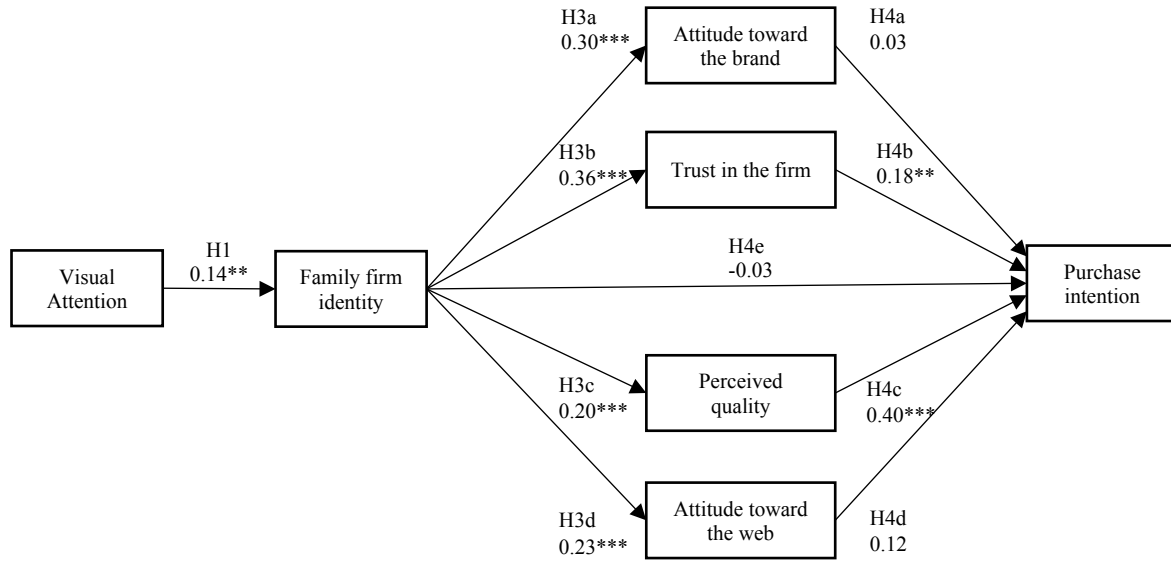 H3a
0.30***
Attitude toward
the brand
H4a
0.03
H3b
0.36***
Trust in the firm
H4b
0.18**
Visual
Attention
H1
0.14**
Family firm
identity
H4e
-0.03
Purchase
intention
H3c
0.20***
Perceived
quality
H4c
0.40***
H3d
0.23***
Attitude toward
the web
H4d
0.12